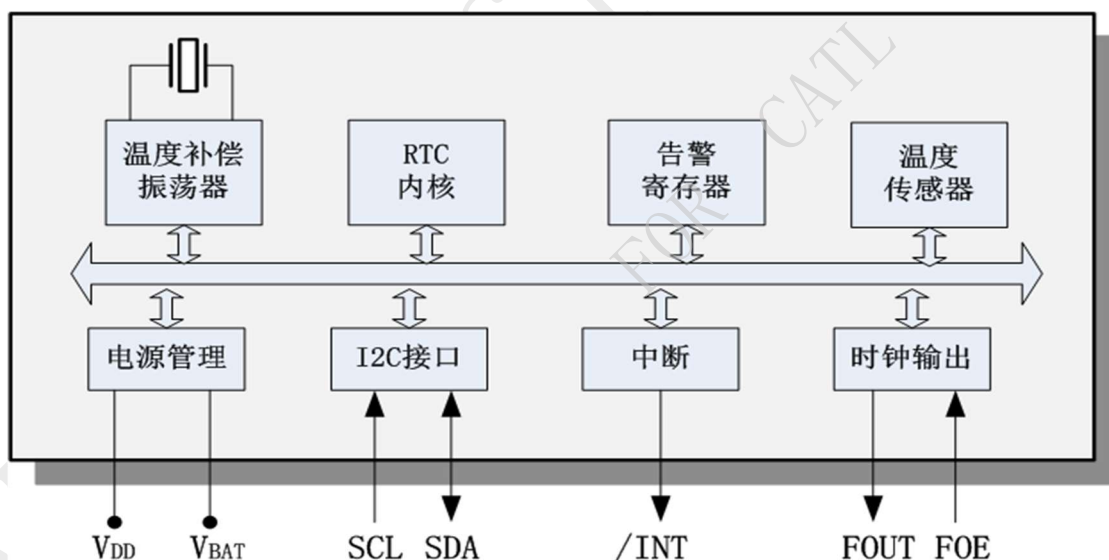 温度补偿
振荡器
RTC
内核
告警
寄存器
温度
传感器
电源管理
I2C接口
中断
时钟输出
VDD
VBAT
SCL
SDA
/INT
FOUT
FOE
FOR CATL